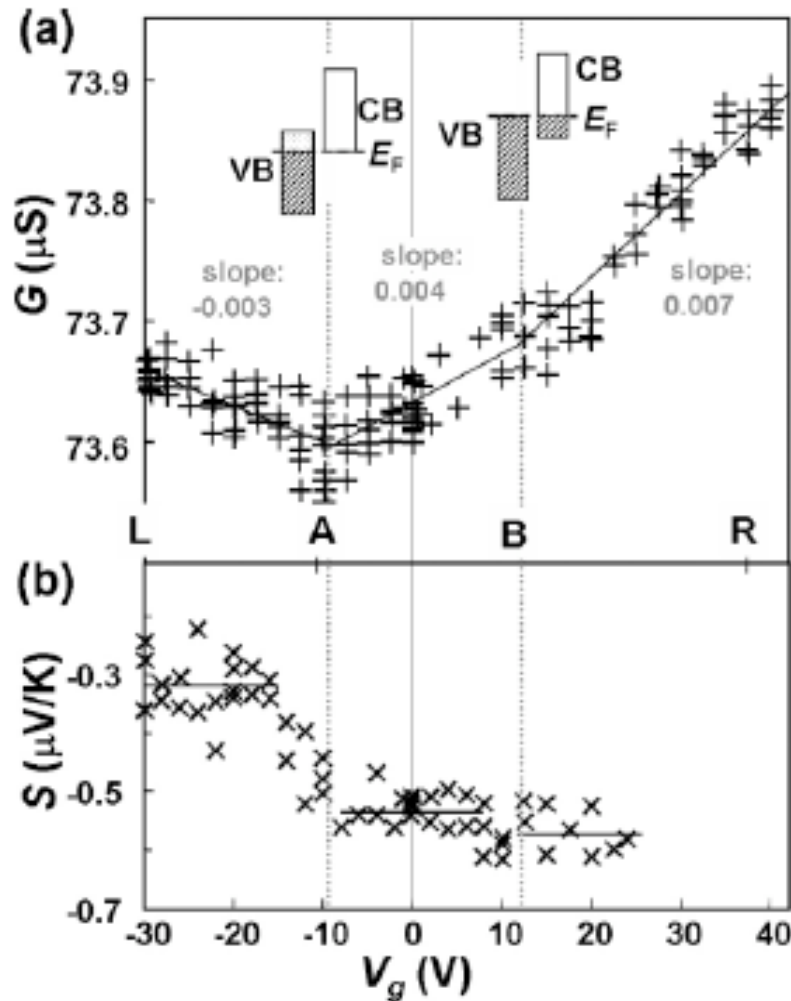 (a)
73.9
73.8
73.7
73.6
G (μS)
CB
VB
E_F
CB
VB
E_F
slope:
-0.003
slope:
0.004
slope:
0.007
L A B R
(b)
-0.3
-0.5
-0.7
S (μV/K)
-30 -20 -10 0 10 20 30 40
V_g (V)